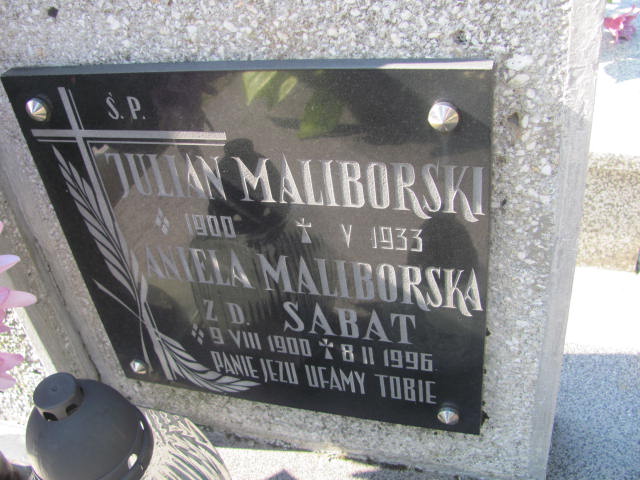 Ś. P.
JULIAN MALIBORSKI
1900 V 1933
ANIELA MALIBORSKA
Z D. SABAT
9 VIII 1900 8 II 1996
PANIE JEZU UFAMY TOBIE